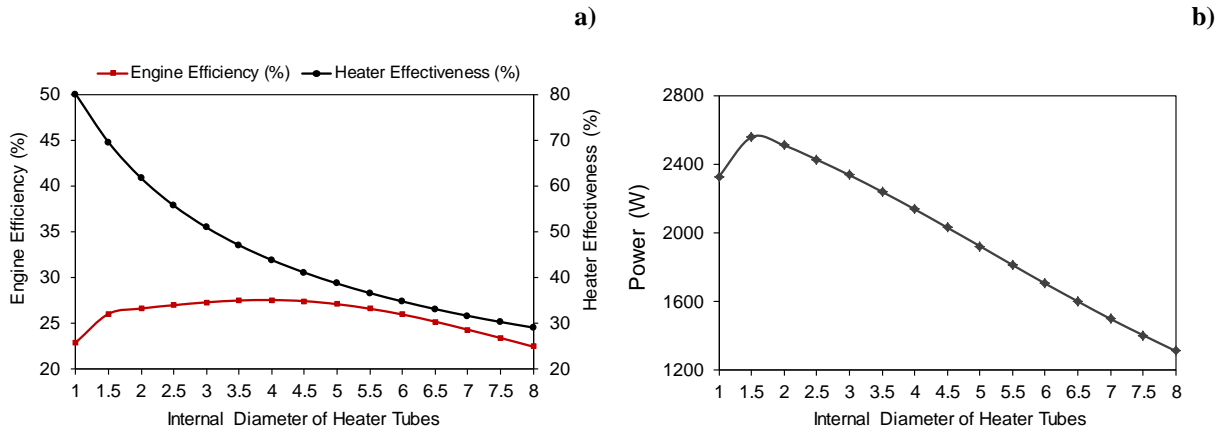 a)
b)
Engine Efficiency (%) Heater Effectiveness (%)
50
45
40
35
30
25
20
Engine Efficiency (%)
80
70
60
50
40
30
20
Heater Effectiveness (%)
1 1.5 2 2.5 3 3.5 4 4.5 5 5.5 6 6.5 7 7.5 8
Internal Diameter of Heater Tubes
2800
2400
2000
1600
1200
Power (W)
1 1.5 2 2.5 3 3.5 4 4.5 5 5.5 6 6.5 7 7.5 8
Internal Diameter of Heater Tubes